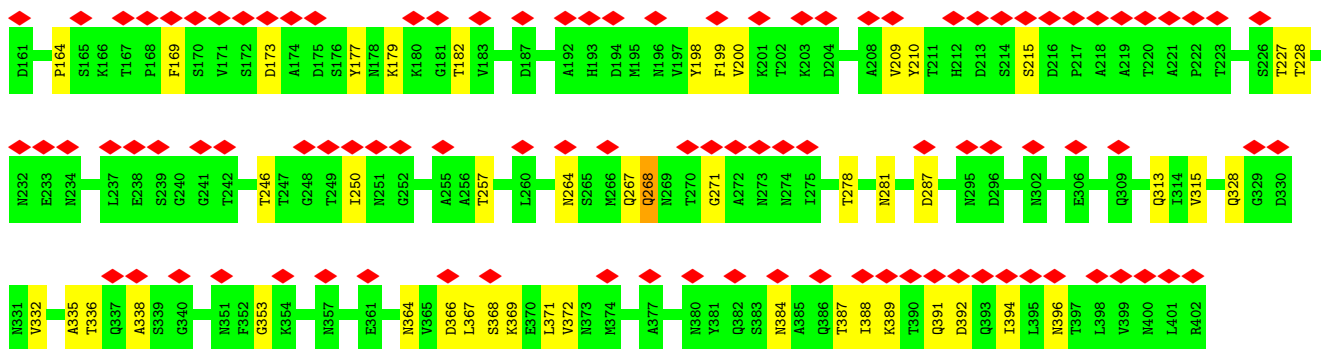 D161 P164 S165 K166 T167 P168 F169 S170 V171 S172 D173 A174 D175 S176 Y177 N178 K179 K180 G181 T182 V183 D187 A192 H193 D194 M195 N196 V197 Y198 F199 V200 K201 T202 K203 D204 A208 V209 Y210 T211 H212 D213 S214 S215 D216 P217 A218 A219 T220 A221 P222 T223 S226 T227 T228
N232 E233 N234 L237 E238 S239 G240 G241 T242 T246 T247 G248 T249 I250 N251 G252 A255 A256 T257 L260 N264 S265 M266 Q267 Q268 N269 T270 G271 A272 N273 N274 I275 T278 N281 D287 N295 D296 N302 E306 Q309 Q313 I314 V315 Q328 G329 D330
N331 V332 A335 T336 Q337 A338 S339 G340 N351 F352 G353 K354 N357 E361 N364 V365 D366 L367 S368 K369 E370 L371 V372 N373 M374 A377 N380 Y381 Q382 S383 N384 A385 Q386 T387 I388 K389 T390 Q391 D392 Q393 I394 L395 N396 T397 L398 V399 N400 L401 R402